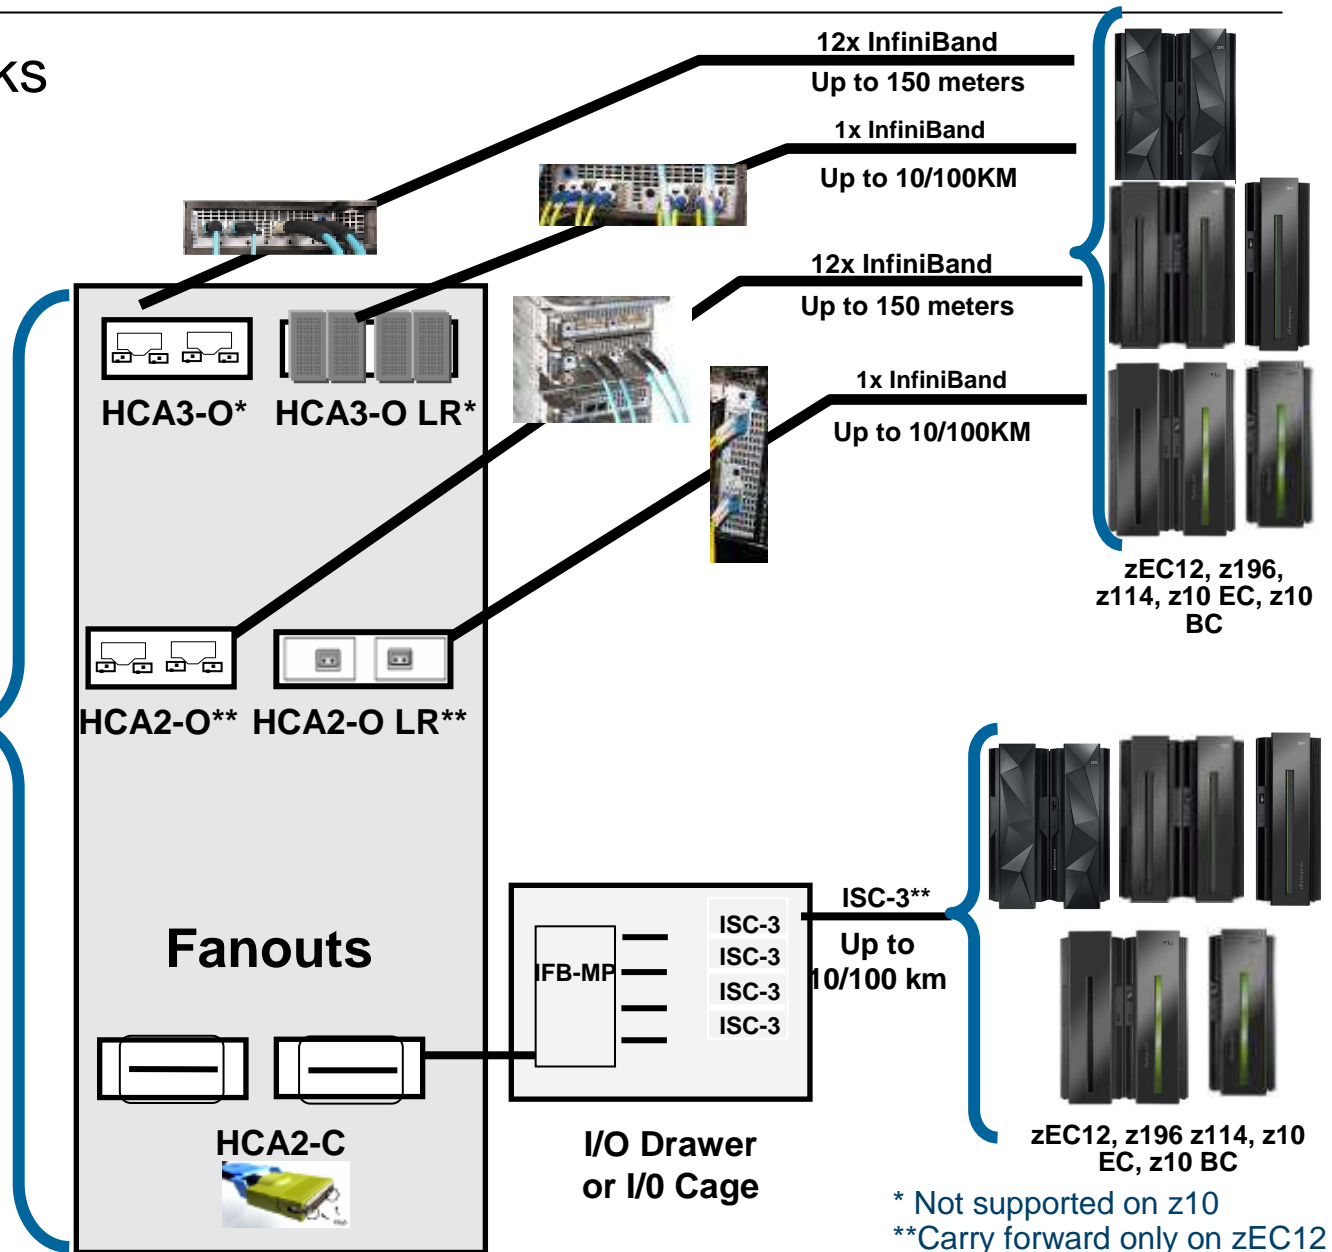 ks
12x InfiniBand
Up to 150 meters
1x InfiniBand
Up to 10/100KM
12x InfiniBand
Up to 150 meters
1x InfiniBand
Up to 10/100KM
HCA3-O* HCA3-O LR*
zEC12, z196,
z114, z10 EC, z10
BC
HCA2-O** HCA2-O LR**
Fanouts
IFB-MP
ISC-3
ISC-3
ISC-3
ISC-3
ISC-3**
Up to
10/100 km
HCA2-C
I/O Drawer
or I/0 Cage
zEC12, z196 z114, z10
EC, z10 BC
* Not supported on z10
**Carry forward only on zEC12